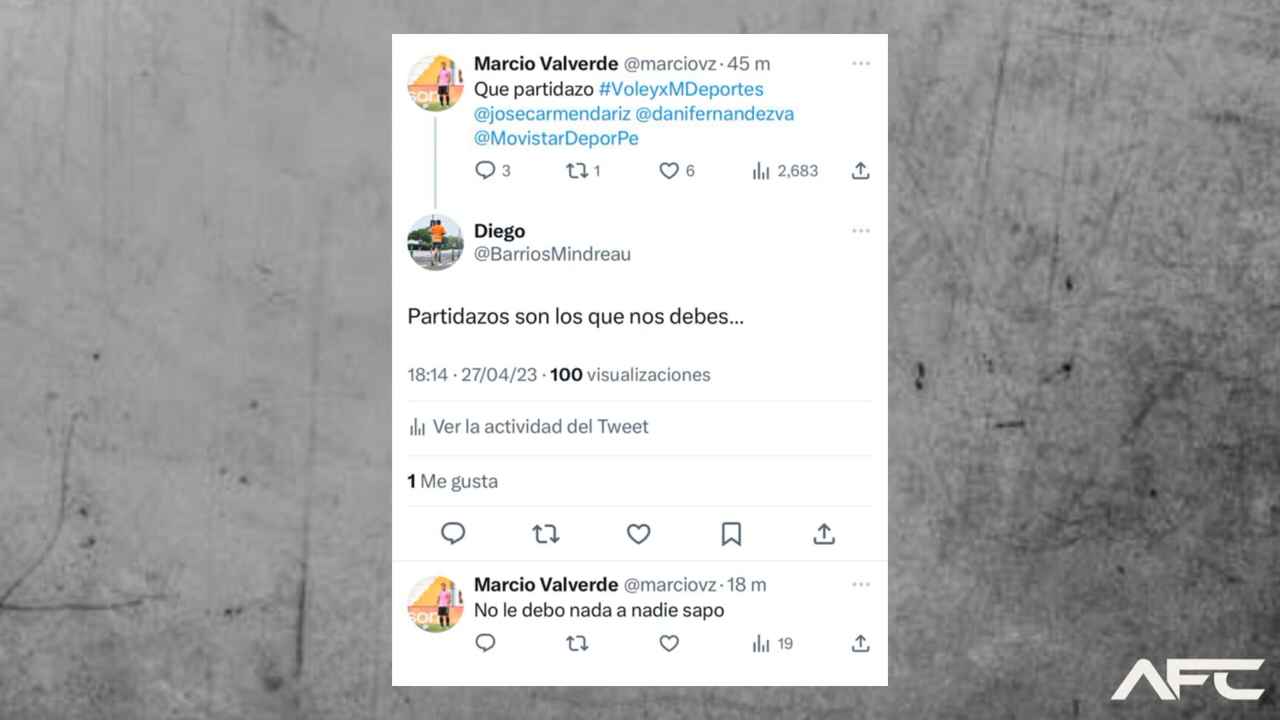 Marcio Valverde @marciovz · 45 m
Que partidazo #VoleyxMDeportes
@josecarmendariz @danifernandezva
@MovistarDeporPe
3 1 6 2,683
Diego
@BarriosMindreau
Partidazos son los que nos debes...
18:14 · 27/04/23 · 100 visualizaciones
Ver la actividad del Tweet
1 Me gusta
Marcio Valverde @marciovz · 18 m
No le debo nada a nadie sapo
19
AFC